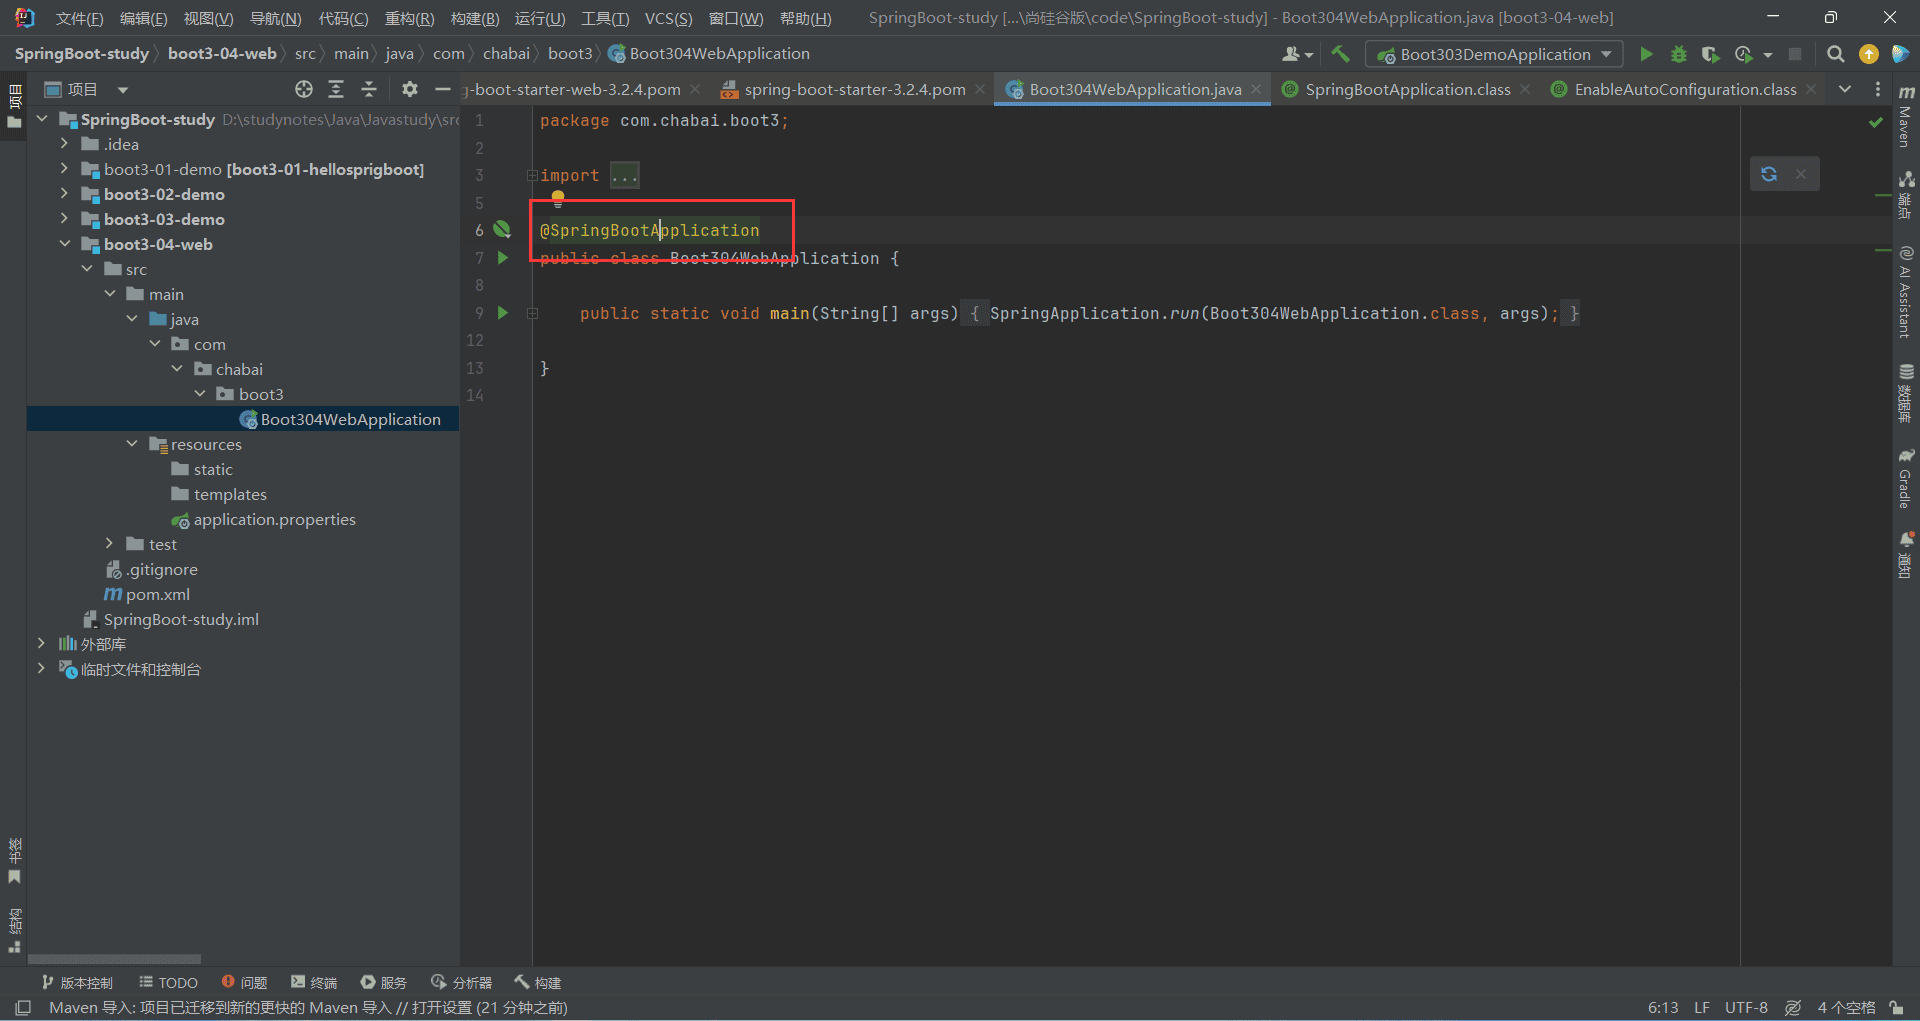 文件(F) 编辑(E) 视图(V) 导航(N) 代码(C) 重构(R) 构建(B) 运行(U) 工具(T) VCS(S) 窗口(W) 帮助(H) SpringBoot-study [...\尚硅谷版\code\SpringBoot-study] - Boot304WebApplication.java [boot3-04-web]
SpringBoot-study boot3-04-web src main java com chabai boot3 Boot304WebApplication Boot303DemoApplication
项目 g-boot-starter-web-3.2.4.pom spring-boot-starter-3.2.4.pom Boot304WebApplication.java SpringBootApplication.class EnableAutoConfiguration.class
项目
SpringBoot-study D:\studynotes\Java\Javastudy\src
.idea
boot3-01-demo [boot3-01-hellosprigboot]
boot3-02-demo
boot3-03-demo
boot3-04-web
src
main
java
com
chabai
boot3
Boot304WebApplication
resources
static
templates
application.properties
test
.gitignore
pom.xml
SpringBoot-study.iml
外部库
临时文件和控制台
书签
结构
1 package com.chabai.boot3;
2
3 import ...
5
6 @SpringBootApplication
7 public class Boot304WebApplication {
8
9 public static void main(String[] args) { SpringApplication.run(Boot304WebApplication.class, args); }
12
13 }
14
Maven
端点
AI Assistant
数据库
Gradle
通知
版本控制 TODO 问题 终端 服务 分析器 构建
Maven 导入: 项目已迁移到新的更快的 Maven 导入 // 打开设置 (21 分钟之前) 6:13 LF UTF-8 4 个空格